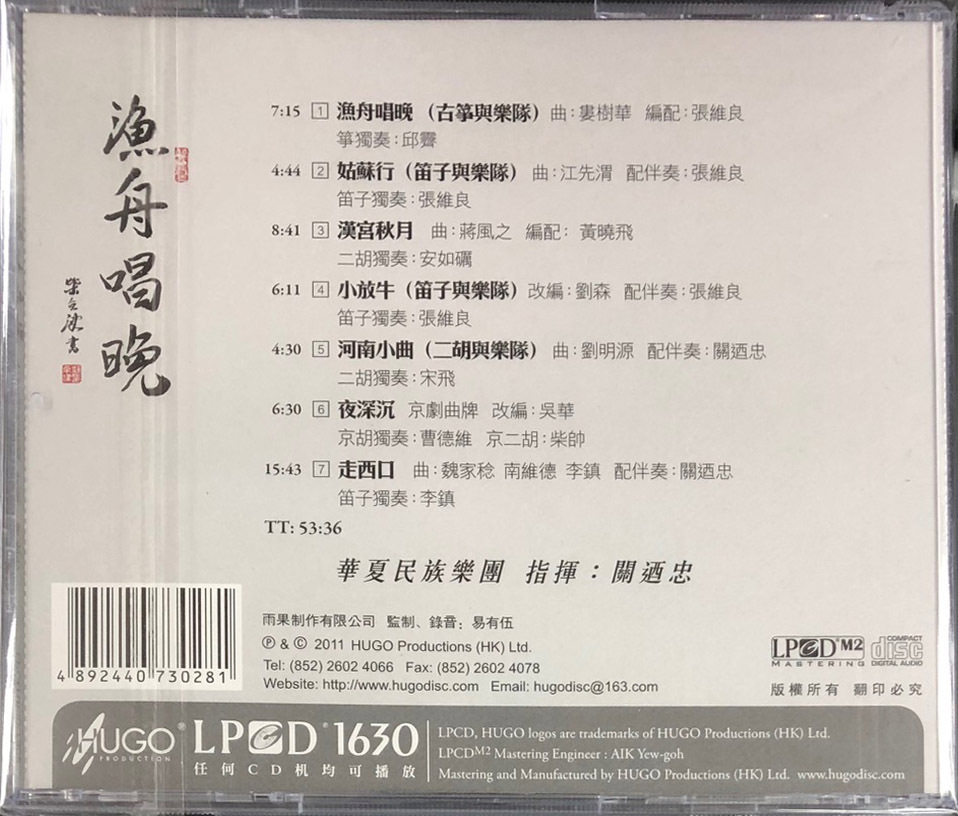 漁舟唱晚
柴之澍書
7:15 1 漁舟唱晚（古箏與樂隊）曲：婁樹華 編配：張維良
箏獨奏：邱霽
4:44 2 姑蘇行（笛子與樂隊） 曲：江先渭 配伴奏：張維良
笛子獨奏：張維良
8:41 3 漢宮秋月 曲：蔣風之 編配： 黃曉飛
二胡獨奏：安如礪
6:11 4 小放牛（笛子與樂隊）改編：劉森 配伴奏：張維良
笛子獨奏：張維良
4:30 5 河南小曲（二胡與樂隊） 曲：劉明源 配伴奏：關迺忠
二胡獨奏：宋飛
6:30 6 夜深沉 京劇曲牌 改編：吳華
京胡獨奏：曹德維 京二胡：柴帥
15:43 7 走西口 曲：魏家稔 南維德 李鎮 配伴奏：關迺忠
笛子獨奏：李鎮
TT: 53:36
華夏民族樂團 指揮：關迺忠
雨果制作有限公司 監制、錄音：易有伍
Ⓟ & © 2011 HUGO Productions (HK) Ltd.
Tel: (852) 2602 4066 Fax: (852) 2602 4078
Website: http://www.hugodisc.com Email: hugodisc@163.com
4 892440 730281
LPCD M2 MASTERING
COMPACT disc DIGITAL AUDIO
版權所有 翻印必究
HUGO® PRODUCTION
LPCD® 1630
任何CD机均可播放
LPCD, HUGO logos are trademarks of HUGO Productions (HK) Ltd.
LPCDM2 Mastering Engineer : AIK Yew-goh
Mastering and Manufactured by HUGO Productions (HK) Ltd. www.hugodisc.com